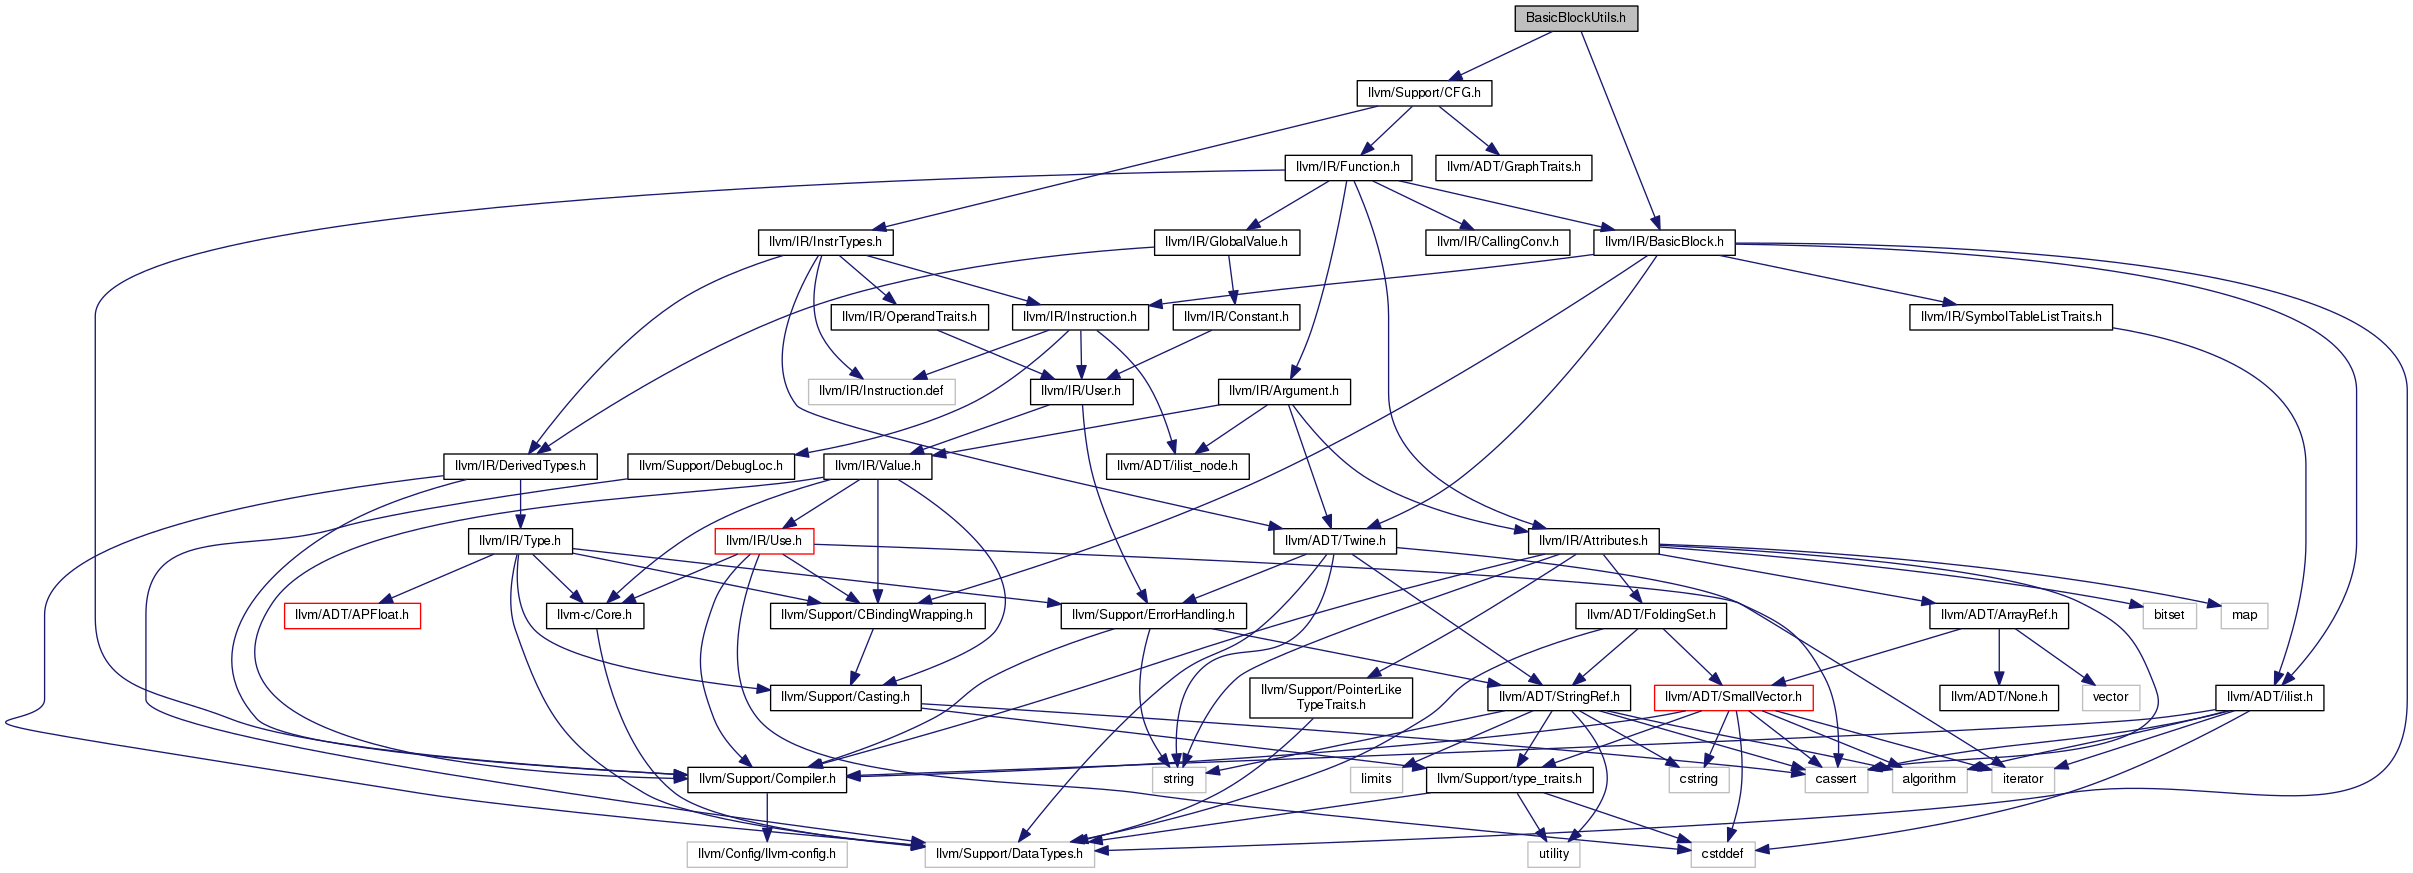 BasicBlockUtils.h
llvm/Support/CFG.h
llvm/IR/Function.h
llvm/ADT/GraphTraits.h
llvm/IR/InstrTypes.h
llvm/IR/GlobalValue.h
llvm/IR/CallingConv.h
llvm/IR/BasicBlock.h
llvm/IR/OperandTraits.h
llvm/IR/Instruction.h
llvm/IR/Constant.h
llvm/IR/SymbolTableListTraits.h
llvm/IR/Instruction.def
llvm/IR/User.h
llvm/IR/Argument.h
llvm/IR/DerivedTypes.h
llvm/Support/DebugLoc.h
llvm/IR/Value.h
llvm/ADT/ilist_node.h
llvm/IR/Type.h
llvm/IR/Use.h
llvm/ADT/Twine.h
llvm/IR/Attributes.h
llvm/ADT/APFloat.h
llvm-c/Core.h
llvm/Support/CBindingWrapping.h
llvm/Support/ErrorHandling.h
llvm/ADT/FoldingSet.h
llvm/ADT/ArrayRef.h
bitset
map
llvm/Support/Casting.h
llvm/Support/PointerLike
TypeTraits.h
llvm/ADT/StringRef.h
llvm/ADT/SmallVector.h
llvm/ADT/None.h
vector
llvm/ADT/ilist.h
llvm/Support/Compiler.h
string
limits
llvm/Support/type_traits.h
cstring
cassert
algorithm
iterator
llvm/Config/llvm-config.h
llvm/Support/DataTypes.h
utility
cstddef